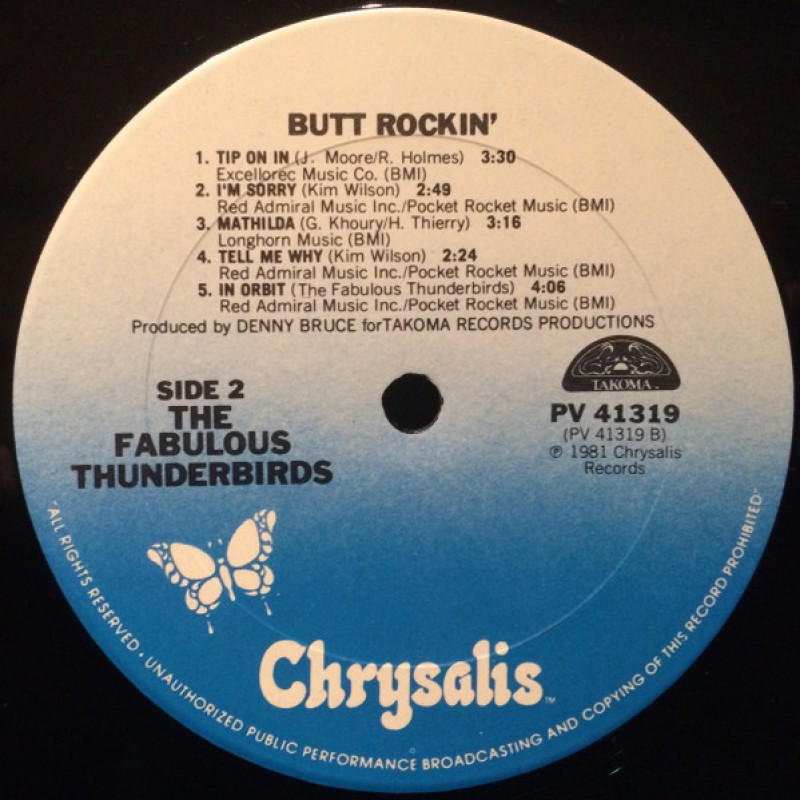 BUTT ROCKIN'
1. TIP ON IN (J. Moore/R. Holmes) 3:30
Excellorec Music Co. (BMI)
2. I'M SORRY (Kim Wilson) 2:49
Red Admiral Music Inc./Pocket Rocket Music (BMI)
3. MATHILDA (G. Khoury/H. Thierry) 3:16
Longhorn Music (BMI)
4. TELL ME WHY (Kim Wilson) 2:24
Red Admiral Music Inc./Pocket Rocket Music (BMI)
5. IN ORBIT (The Fabulous Thunderbirds) 4:06
Red Admiral Music Inc./Pocket Rocket Music (BMI)
Produced by DENNY BRUCE forTAKOMA RECORDS PRODUCTIONS
SIDE 2
THE
FABULOUS
THUNDERBIRDS
TAKOMA™
PV 41319
(PV 41319 B)
℗ 1981 Chrysalis
Records
Chrysalis™
"ALL RIGHTS RESERVED · UNAUTHORIZED PUBLIC PERFORMANCE BROADCASTING AND COPYING OF THIS RECORD PROHIBITED"